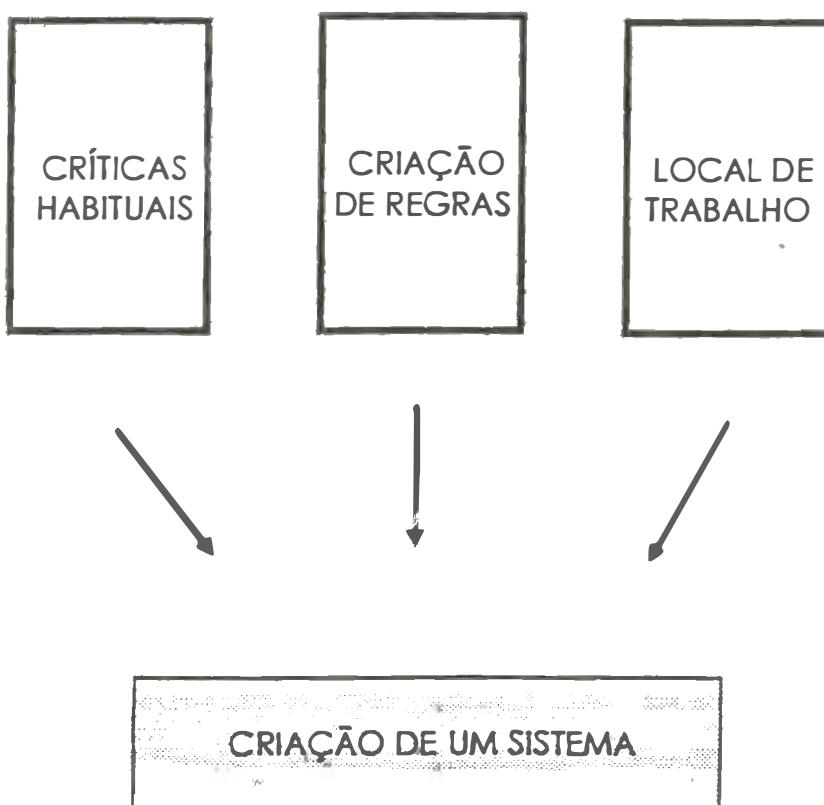 CRÍTICAS
HABITUAIS
CRIAÇÃO
DE REGRAS
LOCAL DE
TRABALHO
CRIAÇÃO DE UM SISTEMA